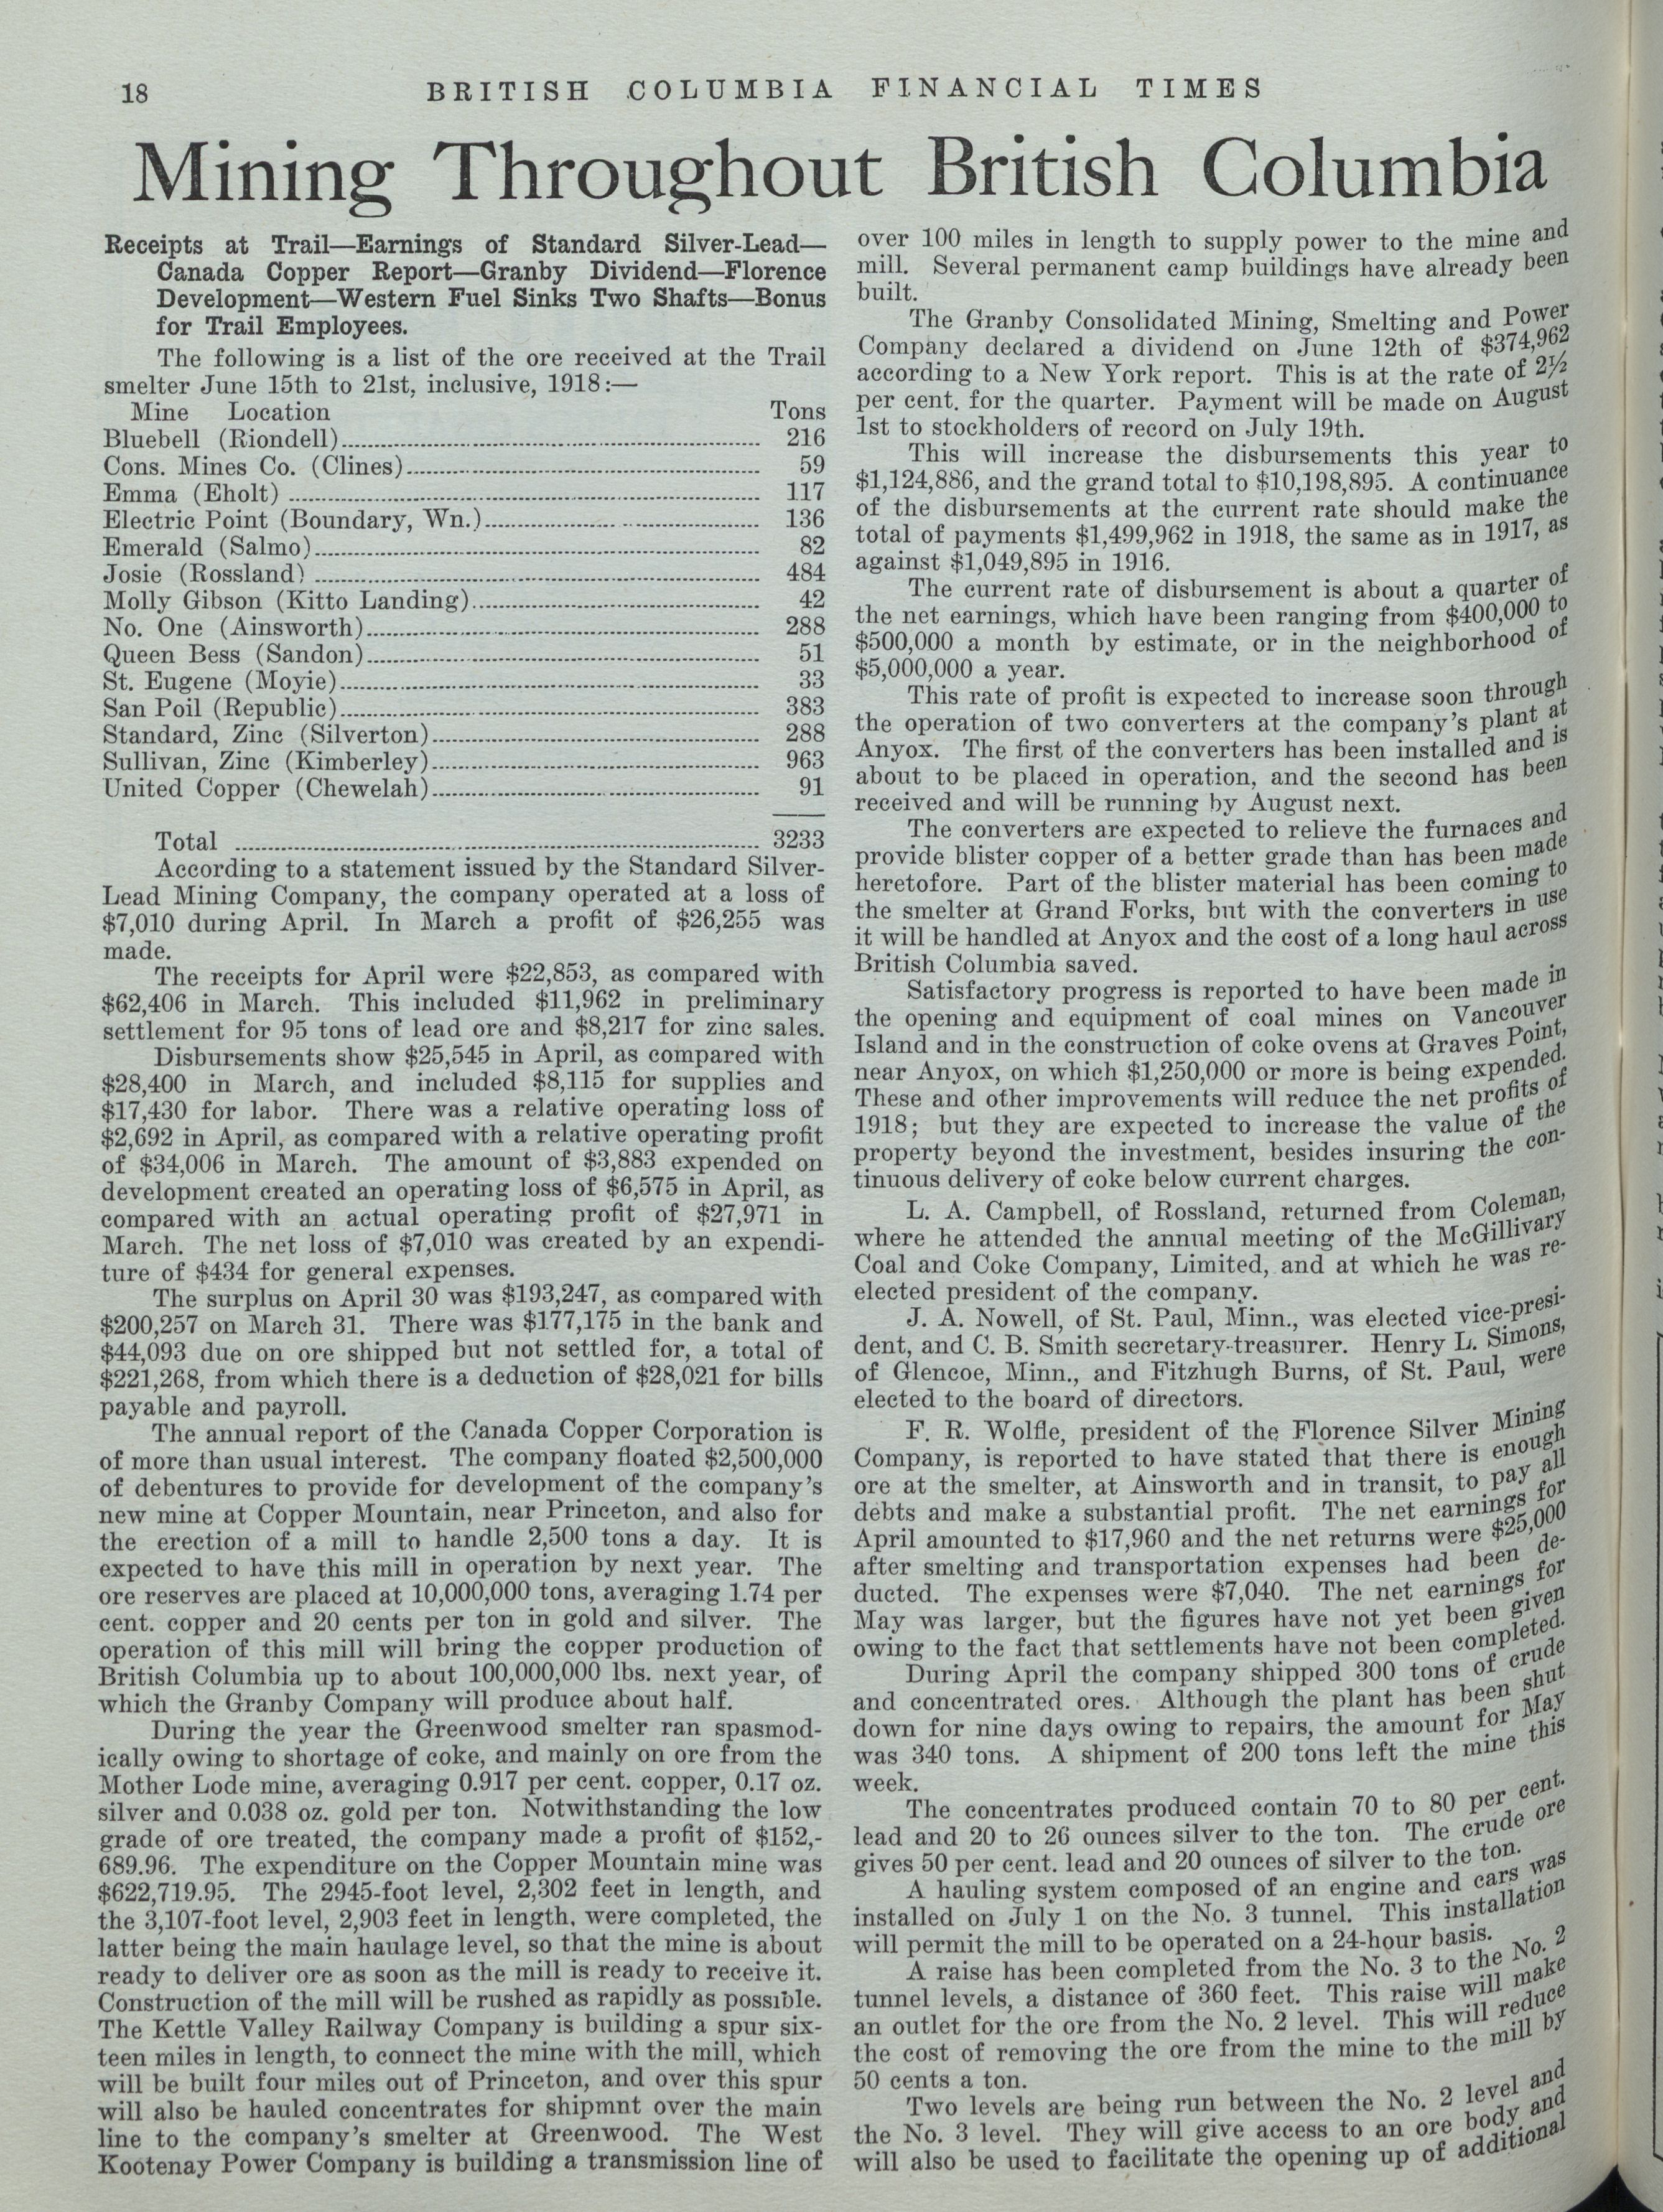 18
BRITISH COLUMBIA FINANCIAL TIMES
Mining Throughout British Columbia
Receipts at Trail—Earnings of Standard Silver-Lead—
Canada Copper Report—Granby Dividend—Florence
Development—Western Fuel Sinks Two Shafts—Bonus
for Trail Employees.
The following is a list of the ore received at the Trail
smelter June 15th to 21st, inclusive, 1918:—
Mine Location Tons
Bluebell (Riondell) 216
Cons. Mines Co. (Clines) 59
Emma (Eholt) 117
Electric Point (Boundary, Wn.) 136
Emerald (Salmo) 82
Josie (Rossland) 484
Molly Gibson (Kitto Landing) 42
No. One (Ainsworth) 288
Queen Bess (Sandon) 51
St. Eugene (Moyie) 33
San Poil (Republic) 383
Standard, Zinc (Silverton) 288
Sullivan, Zinc (Kimberley) 963
United Copper (Chewelah) 91
Total 3233
According to a statement issued by the Standard Silver-
Lead Mining Company, the company operated at a loss of
$7,010 during April. In March a profit of $26,255 was
made.
The receipts for April were $22,853, as compared with
$62,406 in March. This included $11,962 in preliminary
settlement for 95 tons of lead ore and $8,217 for zinc sales.
Disbursements show $25,545 in April, as compared with
$28,400 in March, and included $8,115 for supplies and
$17,430 for labor. There was a relative operating loss of
$2,692 in April, as compared with a relative operating profit
of $34,006 in March. The amount of $3,883 expended on
development created an operating loss of $6,575 in April, as
compared with an actual operating profit of $27,971 in
March. The net loss of $7,010 was created by an expendi-
ture of $434 for general expenses.
The surplus on April 30 was $193,247, as compared with
$200,257 on March 31. There was $177,175 in the bank and
$44,093 due on ore shipped but not settled for, a total of
$221,268, from which there is a deduction of $28,021 for bills
payable and payroll.
The annual report of the Canada Copper Corporation is
of more than usual interest. The company floated $2,500,000
of debentures to provide for development of the company's
new mine at Copper Mountain, near Princeton, and also for
the erection of a mill to handle 2,500 tons a day. It is
expected to have this mill in operation by next year. The
ore reserves are placed at 10,000,000 tons, averaging 1.74 per
cent. copper and 20 cents per ton in gold and silver. The
operation of this mill will bring the copper production of
British Columbia up to about 100,000,000 lbs. next year, of
which the Granby Company will produce about half.
During the year the Greenwood smelter ran spasmod-
ically owing to shortage of coke, and mainly on ore from the
Mother Lode mine, averaging 0.917 per cent. copper, 0.17 oz.
silver and 0.038 oz. gold per ton. Notwithstanding the low
grade of ore treated, the company made a profit of $152,-
689.96. The expenditure on the Copper Mountain mine was
$622,719.95. The 2945-foot level, 2,302 feet in length, and
the 3,107-foot level, 2,903 feet in length, were completed, the
latter being the main haulage level, so that the mine is about
ready to deliver ore as soon as the mill is ready to receive it.
Construction of the mill will be rushed as rapidly as possible.
The Kettle Valley Railway Company is building a spur six-
teen miles in length, to connect the mine with the mill, which
will be built four miles out of Princeton, and over this spur
will also be hauled concentrates for shipmnt over the main
line to the company's smelter at Greenwood. The West
Kootenay Power Company is building a transmission line of
over 100 miles in length to supply power to the mine and
mill. Several permanent camp buildings have already been
built.
The Granby Consolidated Mining, Smelting and Power
Company declared a dividend on June 12th of $374,962
according to a New York report. This is at the rate of 2½
per cent. for the quarter. Payment will be made on August
1st to stockholders of record on July 19th.
This will increase the disbursements this year to
$1,124,886, and the grand total to $10,198,895. A continuance
of the disbursements at the current rate should make the
total of payments $1,499,962 in 1918, the same as in 1917, as
against $1,049,895 in 1916.
The current rate of disbursement is about a quarter of
the net earnings, which have been ranging from $400,000 to
$500,000 a month by estimate, or in the neighborhood of
$5,000,000 a year.
This rate of profit is expected to increase soon through
the operation of two converters at the company's plant at
Anyox. The first of the converters has been installed and is
about to be placed in operation, and the second has been
received and will be running by August next.
The converters are expected to relieve the furnaces and
provide blister copper of a better grade than has been made
heretofore. Part of the blister material has been coming to
the smelter at Grand Forks, but with the converters in use
it will be handled at Anyox and the cost of a long haul across
British Columbia saved.
Satisfactory progress is reported to have been made in
the opening and equipment of coal mines on Vancouver
Island and in the construction of coke ovens at Graves Point,
near Anyox, on which $1,250,000 or more is being expended.
These and other improvements will reduce the net profits of
1918; but they are expected to increase the value of the
property beyond the investment, besides insuring the con-
tinuous delivery of coke below current charges.
L. A. Campbell, of Rossland, returned from Coleman,
where he attended the annual meeting of the McGillivary
Coal and Coke Company, Limited, and at which he was re-
elected president of the company.
J. A. Nowell, of St. Paul, Minn., was elected vice-presi-
dent, and C. B. Smith secretary-treasurer. Henry L. Simons,
of Glencoe, Minn., and Fitzhugh Burns, of St. Paul, were
elected to the board of directors.
F. R. Wolfle, president of the Florence Silver Mining
Company, is reported to have stated that there is enough
ore at the smelter, at Ainsworth and in transit, to pay all
debts and make a substantial profit. The net earnings for
April amounted to $17,960 and the net returns were $25,000
after smelting and transportation expenses had been de-
ducted. The expenses were $7,040. The net earnings for
May was larger, but the figures have not yet been given
owing to the fact that settlements have not been completed.
During April the company shipped 300 tons of crude
and concentrated ores. Although the plant has been shut
down for nine days owing to repairs, the amount for May
was 340 tons. A shipment of 200 tons left the mine this
week.
The concentrates produced contain 70 to 80 per cent.
lead and 20 to 26 ounces silver to the ton. The crude ore
gives 50 per cent. lead and 20 ounces of silver to the ton.
A hauling system composed of an engine and cars was
installed on July 1 on the No. 3 tunnel. This installation
will permit the mill to be operated on a 24-hour basis.
A raise has been completed from the No. 3 to the No. 2
tunnel levels, a distance of 360 feet. This raise will make
an outlet for the ore from the No. 2 level. This will reduce
the cost of removing the ore from the mine to the mill by
50 cents a ton.
Two levels are being run between the No. 2 level and
the No. 3 level. They will give access to an ore body and
will also be used to facilitate the opening up of additional